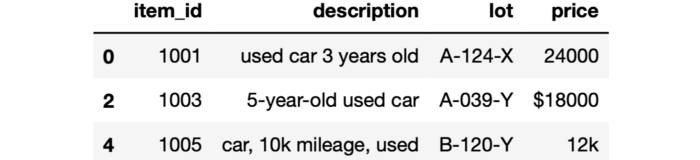 item_id description lot price
0 1001 used car 3 years old A-124-X 24000
2 1003 5-year-old used car A-039-Y $18000
4 1005 car, 10k mileage, used B-120-Y 12k